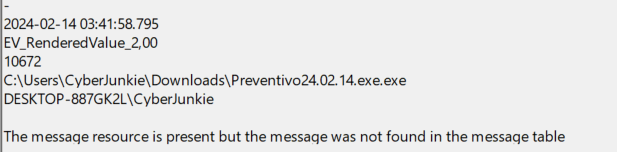 -
2024-02-14 03:41:58.795
EV_RenderedValue_2,00
10672
C:\Users\CyberJunkie\Downloads\Preventivo24.02.14.exe.exe
DESKTOP-887GK2L\CyberJunkie
The message resource is present but the message was not found in the message table